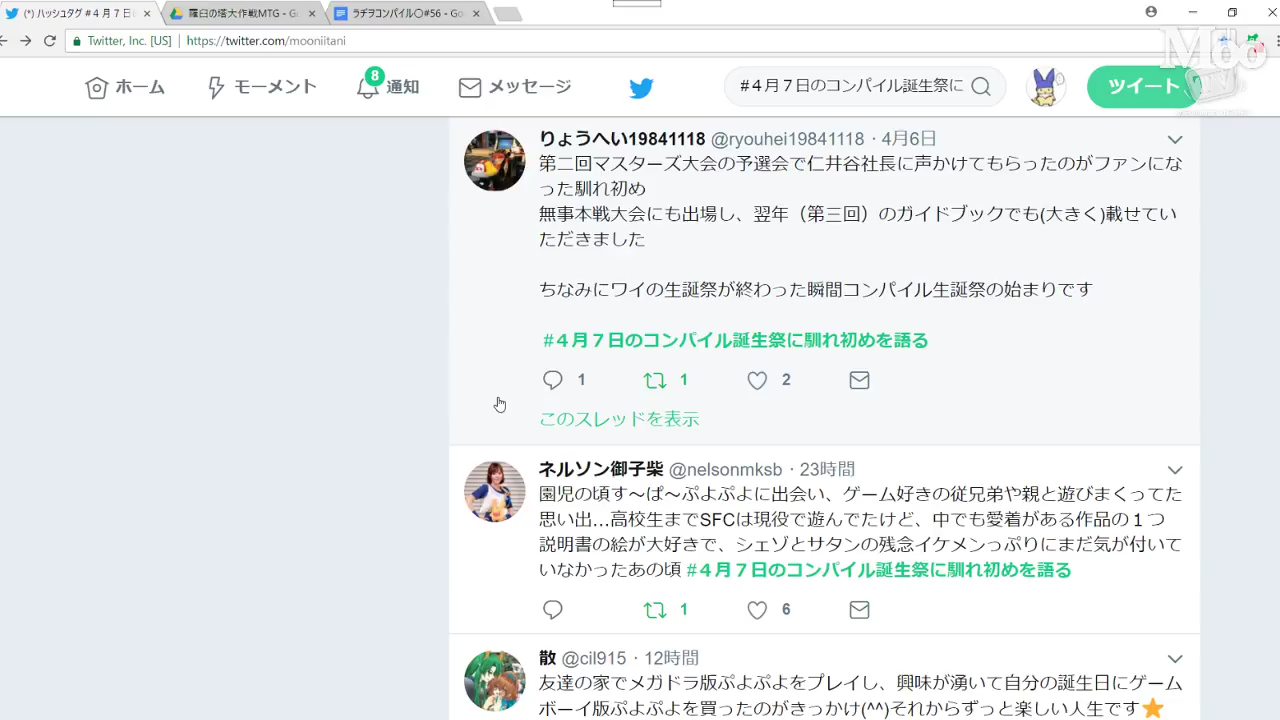 (*) ハッシュタグ＃４月７日
羅臼の塔大作戦MTG - Go
ラヂヲコンパイル〇#56 - Go
Twitter, Inc. [US] | https://twitter.com/mooniitani
ホーム
モーメント
8
通知
メッセージ
#４月７日のコンパイル誕生祭に
ツイート
Moo
TV
りょうへい19841118 @ryouhei19841118 · 4月6日
第二回マスターズ大会の予選会で仁井谷社長に声かけてもらったのがファンにな
った馴れ初め
無事本戦大会にも出場し、翌年（第三回）のガイドブックでも(大きく)載せてい
ただきました
ちなみにワイの生誕祭が終わった瞬間コンパイル生誕祭の始まりです
#４月７日のコンパイル誕生祭に馴れ初めを語る
1 1 2
このスレッドを表示
ネルソン御子柴 @nelsonmksb · 23時間
園児の頃す～ぱ～ぷよぷよに出会い、ゲーム好きの従兄弟や親と遊びまくってた
思い出…高校生までSFCは現役で遊んでたけど、中でも愛着がある作品の１つ
説明書の絵が大好きで、シェゾとサタンの残念イケメンっぷりにまだ気が付いて
いなかったあの頃 #４月７日のコンパイル誕生祭に馴れ初めを語る
1 6
散 @cil915 · 12時間
友達の家でメガドラ版ぷよぷよをプレイし、興味が湧いて自分の誕生日にゲーム
ボーイ版ぷよぷよを買ったのがきっかけ(^^)それからずっと楽しい人生です